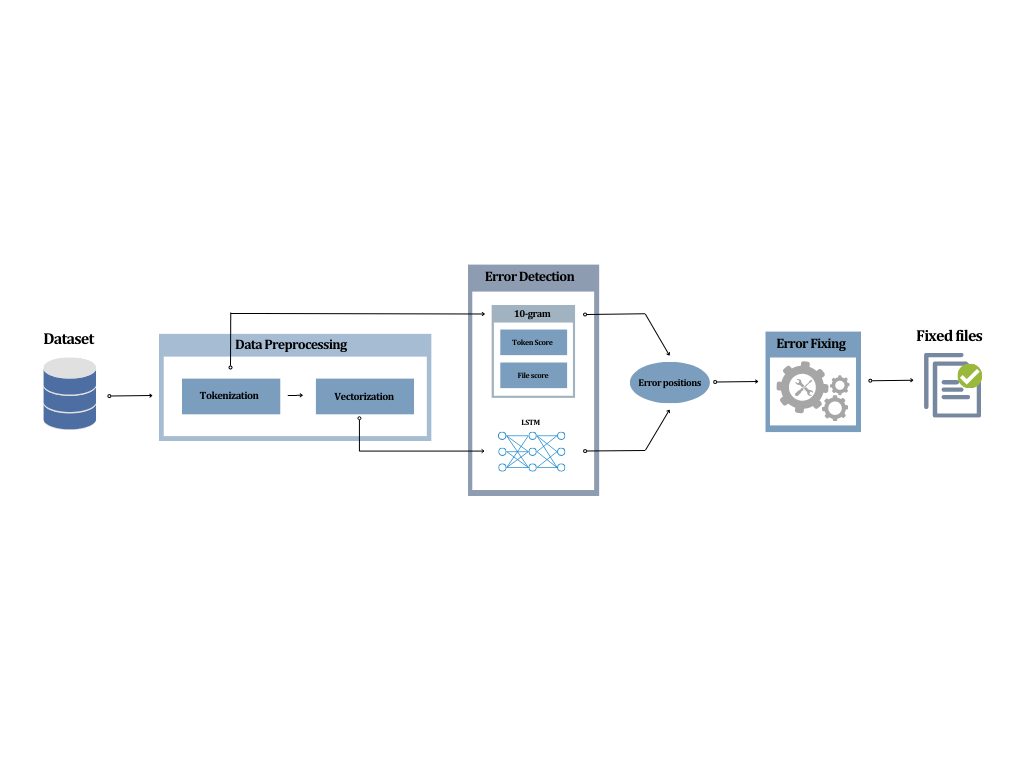 Dataset
Data Preprocessing
Tokenization
Vectorization
Error Detection
10-gram
Token Score
File score
LSTM
Error positions
Error Fixing
Fixed files